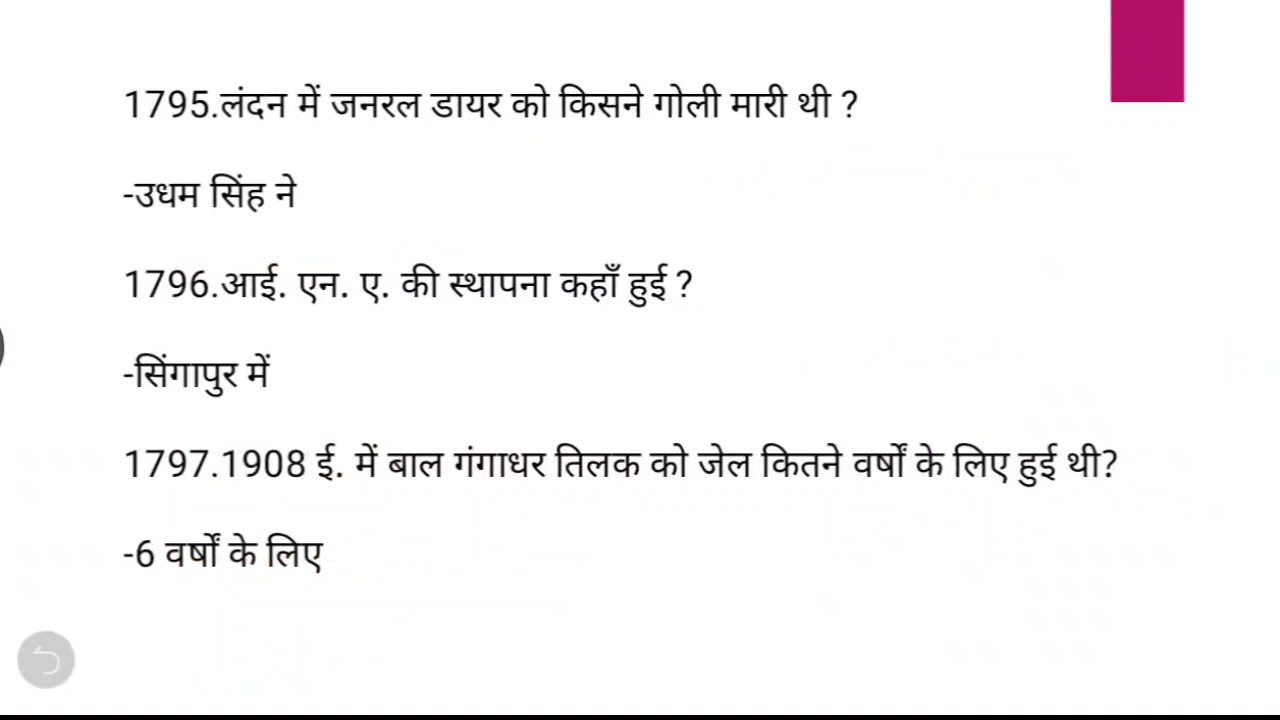 1795.लंदन में जनरल डायर को किसने गोली मारी थी ?
-उधम सिंह ने
1796.आई. एन. ए. की स्थापना कहाँ हुई ?
-सिंगापुर में
1797.1908 ई. में बाल गंगाधर तिलक को जेल कितने वर्षों के लिए हुई थी?
-6 वर्षों के लिए